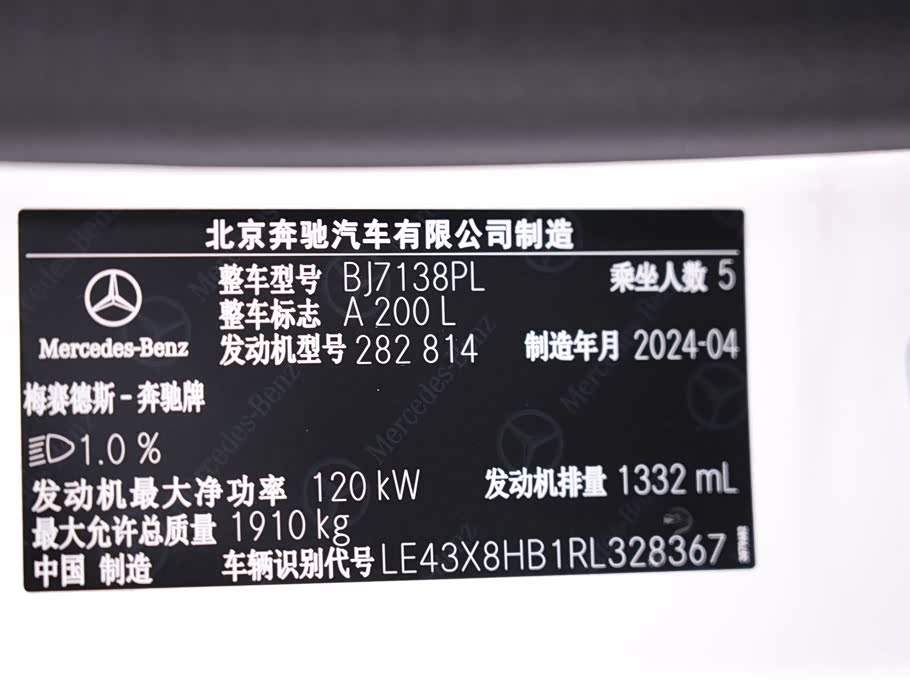 北京奔驰汽车有限公司制造
整车型号 BJ7138PL 乘坐人数 5
整车标志 A 200 L
Mercedes-Benz
发动机型号 282 814 制造年月 2024-04
梅赛德斯-奔驰牌
1.0 %
发动机最大净功率 120 kW 发动机排量 1332 mL
最大允许总质量 1910 kg
中国 制造 车辆识别代号 LE43X8HB1RL328367